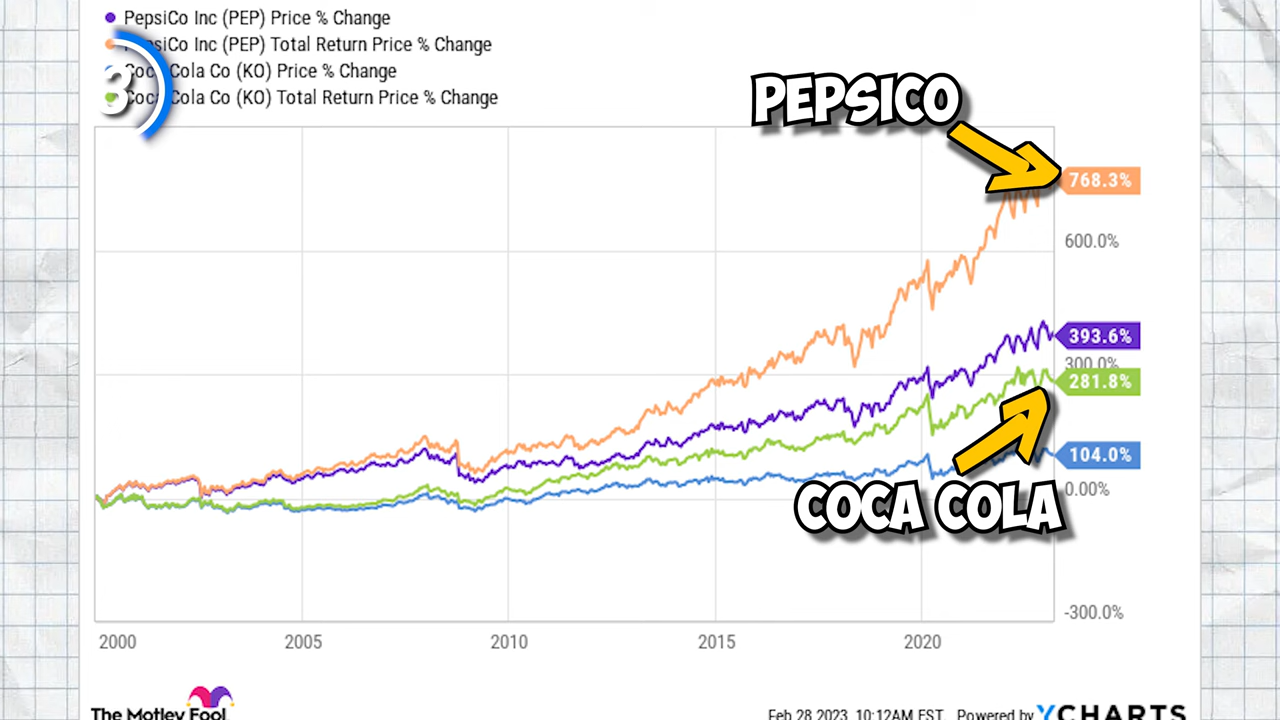 PepsiCo Inc (PEP) Price % Change
PepsiCo Inc (PEP) Total Return Price % Change
Coca-Cola Co (KO) Price % Change
Coca-Cola Co (KO) Total Return Price % Change
3
PEPSICO
768.3%
600.0%
393.6%
300.0%
281.8%
104.0%
0.00%
COCA COLA
-300.0%
2000 2005 2010 2015 2020
The Motley Fool
Feb 28 2023, 10:12AM EST. Powered by YCHARTS